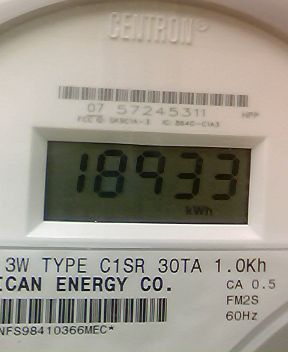 CENTRON®
07 57245311 HPP
18933
kWh
3W TYPE C1SR 30TA 1.0Kh
ICAN ENERGY CO.
CA 0.5
FM2S
60Hz
NFS98410366MEC*